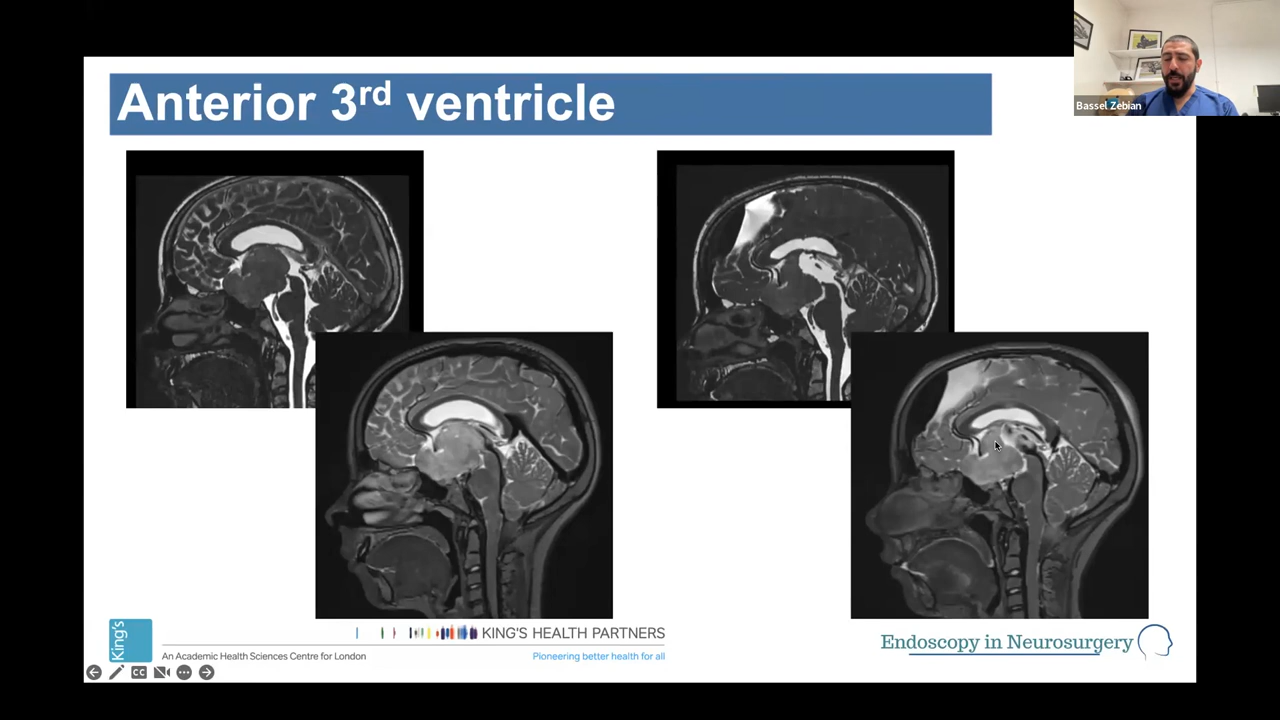 Anterior 3rd ventricle
Bassel Zebian
King's
KING'S HEALTH PARTNERS
An Academic Health Sciences Centre for London
Pioneering better health for all
Endoscopy in Neurosurgery
CC